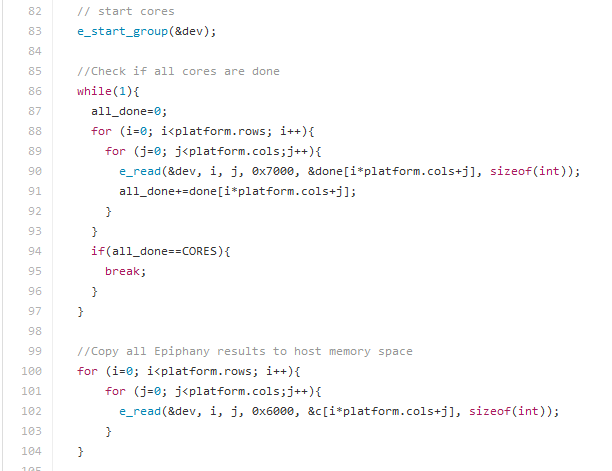 82 // start cores
83 e_start_group(&dev);
84
85 //Check if all cores are done
86 while(1){
87 all_done=0;
88 for (i=0; i<platform.rows; i++){
89 for (j=0; j<platform.cols;j++){
90 e_read(&dev, i, j, 0x7000, &done[i*platform.cols+j], sizeof(int));
91 all_done+=done[i*platform.cols+j];
92 }
93 }
94 if(all_done==CORES){
95 break;
96 }
97 }
98
99 //Copy all Epiphany results to host memory space
100 for (i=0; i<platform.rows; i++){
101 for (j=0; j<platform.cols;j++){
102 e_read(&dev, i, j, 0x6000, &c[i*platform.cols+j], sizeof(int));
103 }
104 }
105